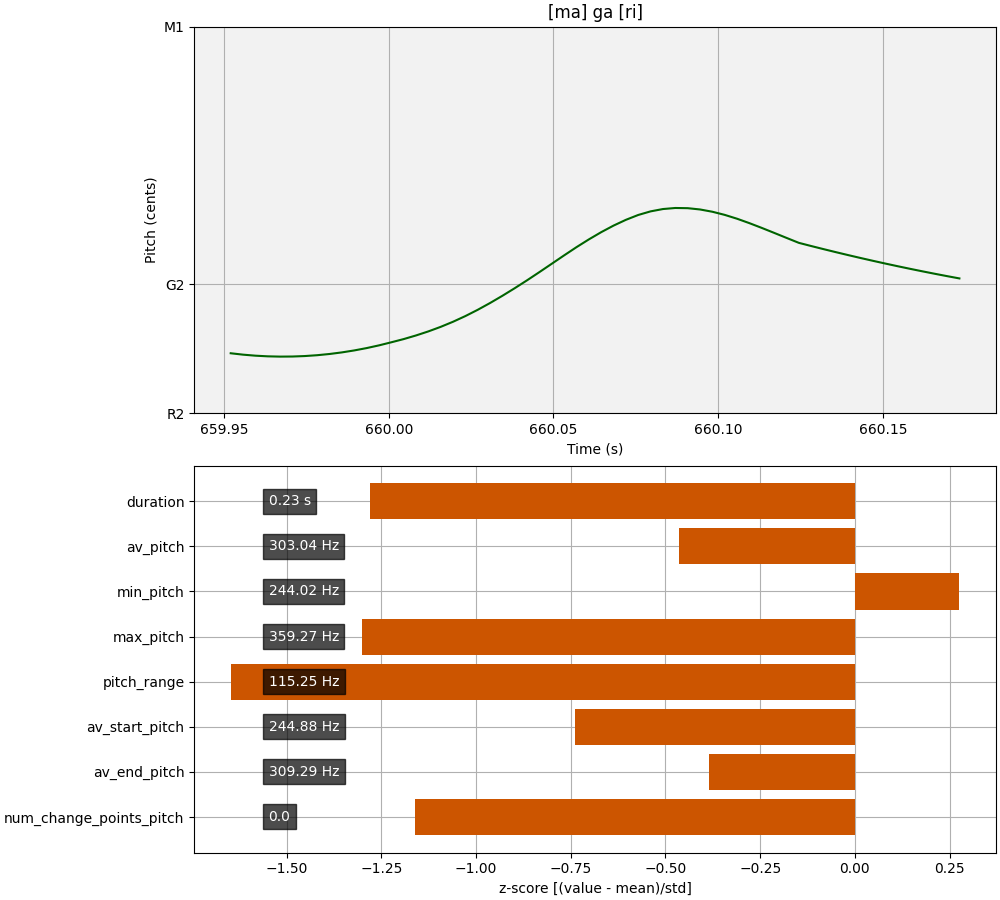 [ma] ga [ri]
M1
G2
R2
Pitch (cents)
659.95 660.00 660.05 660.10 660.15
Time (s)
duration 0.23 s
av_pitch 303.04 Hz
min_pitch 244.02 Hz
max_pitch 359.27 Hz
pitch_range 115.25 Hz
av_start_pitch 244.88 Hz
av_end_pitch 309.29 Hz
num_change_points_pitch 0.0
−1.50 −1.25 −1.00 −0.75 −0.50 −0.25 0.00 0.25
z-score [(value - mean)/std]